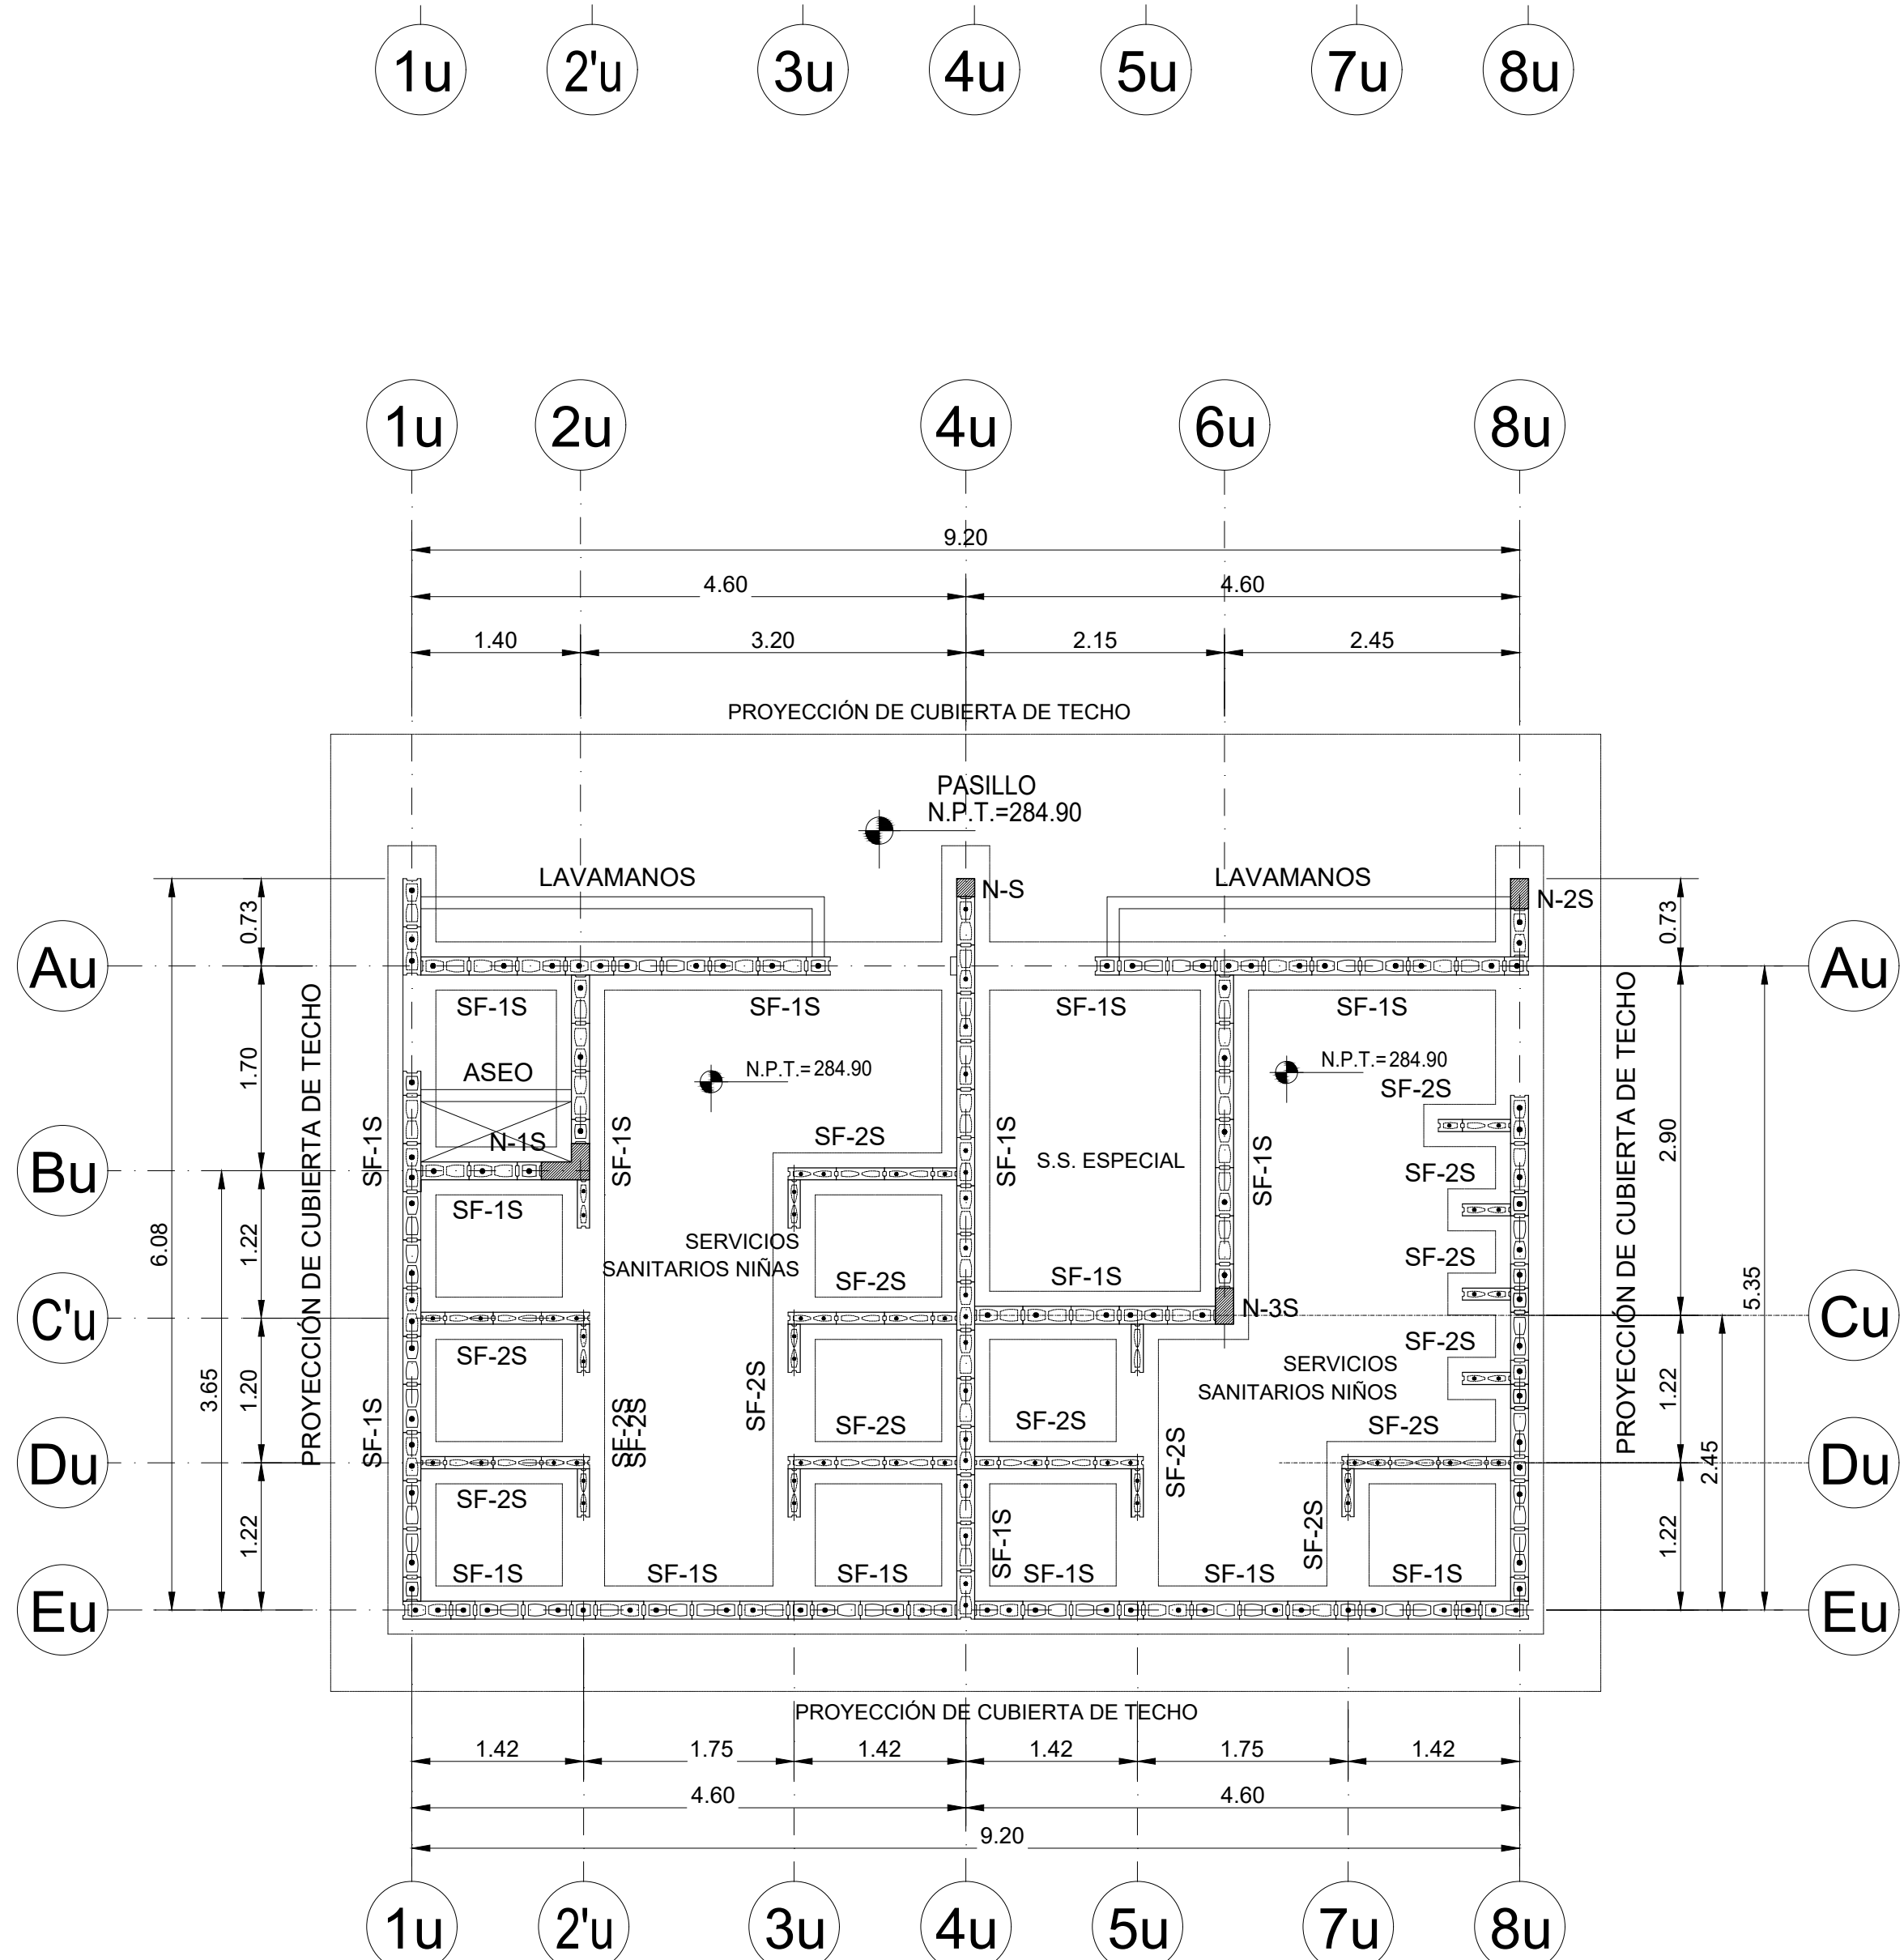 1u 2'u 3u 4u 5u 7u 8u
1u 2u 4u 6u 8u
9.20
4.60 4.60
1.40 3.20 2.15 2.45
PROYECCIÓN DE CUBIERTA DE TECHO
PASILLO
N.P.T.=284.90
LAVAMANOS LAVAMANOS
N-S N-2S
0.73 0.73
Au Au
SF-1S SF-1S SF-1S SF-1S
PROYECCIÓN DE CUBIERTA DE TECHO
PROYECCIÓN DE CUBIERTA DE TECHO
1.70
ASEO
N.P.T.=284.90
N.P.T.=284.90
SF-2S
2.90
N-1S
SF-2S
SF-1S
SF-1S
SF-1S
SF-1S
S.S. ESPECIAL
SF-2S
Bu
SF-1S
6.08
1.22
SERVICIOS
SANITARIOS NIÑAS
SF-2S
SF-1S
SF-2S
5.35
C'u
N-3S
Cu
SF-2S
SF-2S
SERVICIOS
SANITARIOS NIÑOS
1.20
3.65
1.22
SF-1S
SF-2S
SF-2S
SF-2S
SF-2S
SF-2S
SF-2S
SF-2S
2.45
Du Du
SF-2S
SF-1S
SF-2S
1.22 1.22
SF-1S SF-1S SF-1S SF-1S SF-1S SF-1S
Eu Eu
PROYECCIÓN DE CUBIERTA DE TECHO
1.42 1.75 1.42 1.42 1.75 1.42
4.60 4.60
9.20
1u 2'u 3u 4u 5u 7u 8u